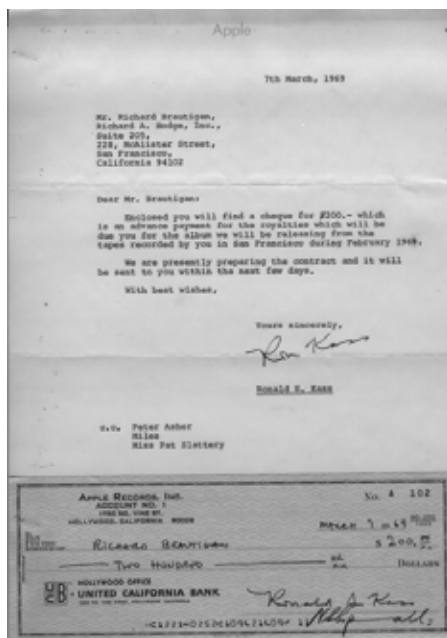 Apple
7th March, 1969
Mr. Richard Brautigan,
Richard A. Hodge, Inc.,
Suite 205,
228, McAlister Street,
San Francisco,
California 94102
Dear Mr. Brautigan:
Enclosed you will find a cheque for $200.- which
is an advance payment for the royalties which will be
due you for the album we will be releasing from the
tapes recorded by you in San Francisco during February 1969.
We are presently preparing the contract and it will
be sent to you within the next few days.
With best wishes,
Yours sincerely,
Ron Kass
Ronald S. Kass
c.c. Peter Asher
Miles
Miss Pat Slattery
APPLE RECORDS, INC.
ACCOUNT NO. 1
HOLLYWOOD, CALIFORNIA 90028
No. A 102
MARCH 7 1969
RICHARD BRAUTIGAN
$ 200.00
TWO HUNDRED
DOLLARS
HOLLYWOOD OFFICE
UNITED CALIFORNIA BANK
Ronald S. Kass